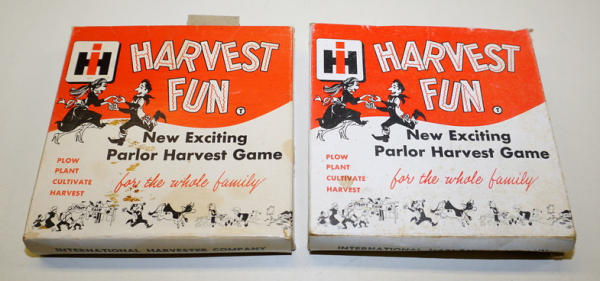 IH
HARVEST
FUN
T
New Exciting
Parlor Harvest Game
PLOW
PLANT
CULTIVATE
HARVEST
for the whole family
INTERNATIONAL HARVESTER COMPANY
IH
HARVEST
FUN
T
New Exciting
Parlor Harvest Game
PLOW
PLANT
CULTIVATE
HARVEST
for the whole family
INTERNATIONAL